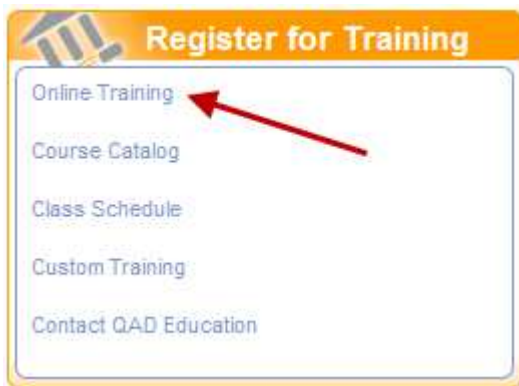 Register for Training
Online Training
Course Catalog
Class Schedule
Custom Training
Contact QAD Education